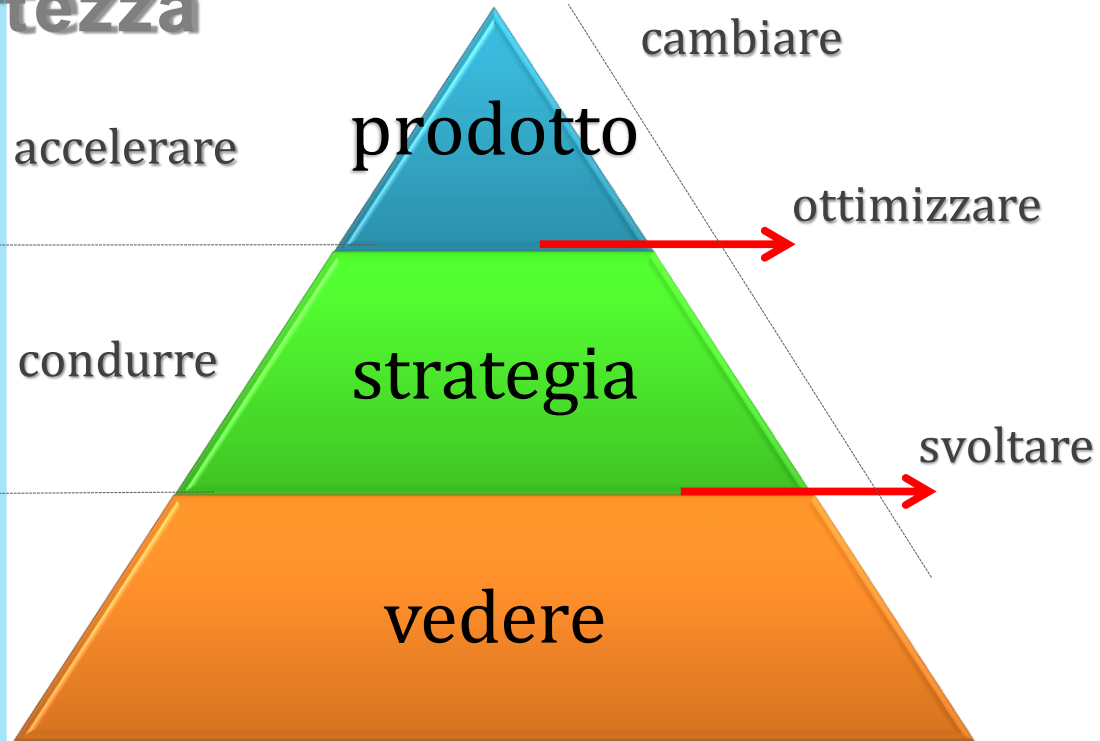 tezza
cambiare
prodotto
accelerare
ottimizzare
condurre
strategia
svoltare
vedere